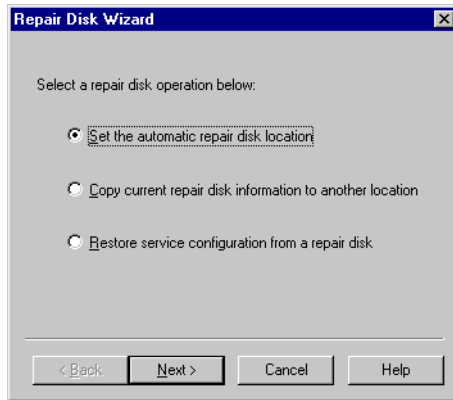 Repair Disk Wizard
Select a repair disk operation below:
Set the automatic repair disk location
Copy current repair disk information to another location
Restore service configuration from a repair disk
< Back Next > Cancel Help